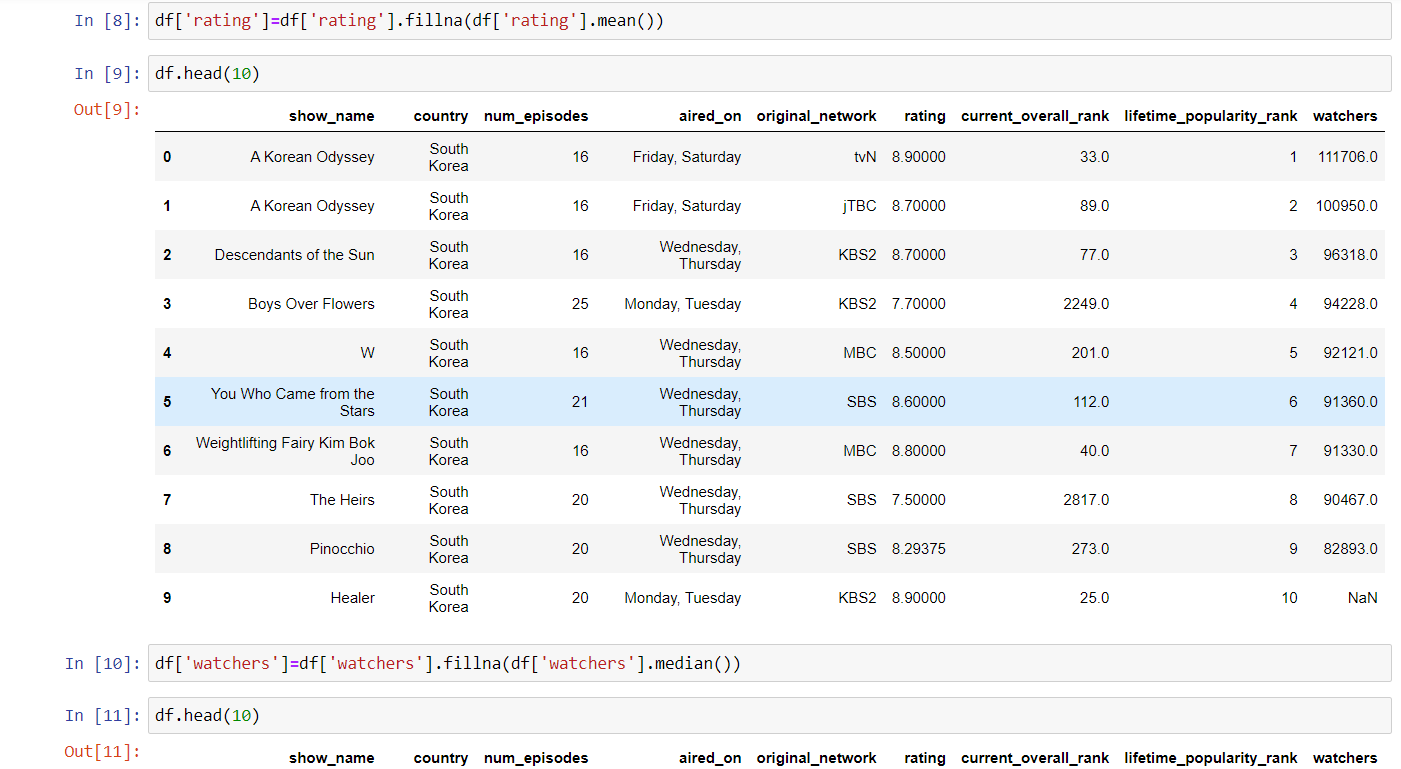 In [8]: df['rating']=df['rating'].fillna(df['rating'].mean())
In [9]: df.head(10)
Out[9]:
show_name country num_episodes aired_on original_network rating current_overall_rank lifetime_popularity_rank watchers
0 A Korean Odyssey South Korea 16 Friday, Saturday tvN 8.90000 33.0 1 111706.0
1 A Korean Odyssey South Korea 16 Friday, Saturday jTBC 8.70000 89.0 2 100950.0
2 Descendants of the Sun South Korea 16 Wednesday, Thursday KBS2 8.70000 77.0 3 96318.0
3 Boys Over Flowers South Korea 25 Monday, Tuesday KBS2 7.70000 2249.0 4 94228.0
4 W South Korea 16 Wednesday, Thursday MBC 8.50000 201.0 5 92121.0
5 You Who Came from the Stars South Korea 21 Wednesday, Thursday SBS 8.60000 112.0 6 91360.0
6 Weightlifting Fairy Kim Bok Joo South Korea 16 Wednesday, Thursday MBC 8.80000 40.0 7 91330.0
7 The Heirs South Korea 20 Wednesday, Thursday SBS 7.50000 2817.0 8 90467.0
8 Pinocchio South Korea 20 Wednesday, Thursday SBS 8.29375 273.0 9 82893.0
9 Healer South Korea 20 Monday, Tuesday KBS2 8.90000 25.0 10 NaN
In [10]: df['watchers']=df['watchers'].fillna(df['watchers'].median())
In [11]: df.head(10)
Out[11]:
show_name country num_episodes aired_on original_network rating current_overall_rank lifetime_popularity_rank watchers